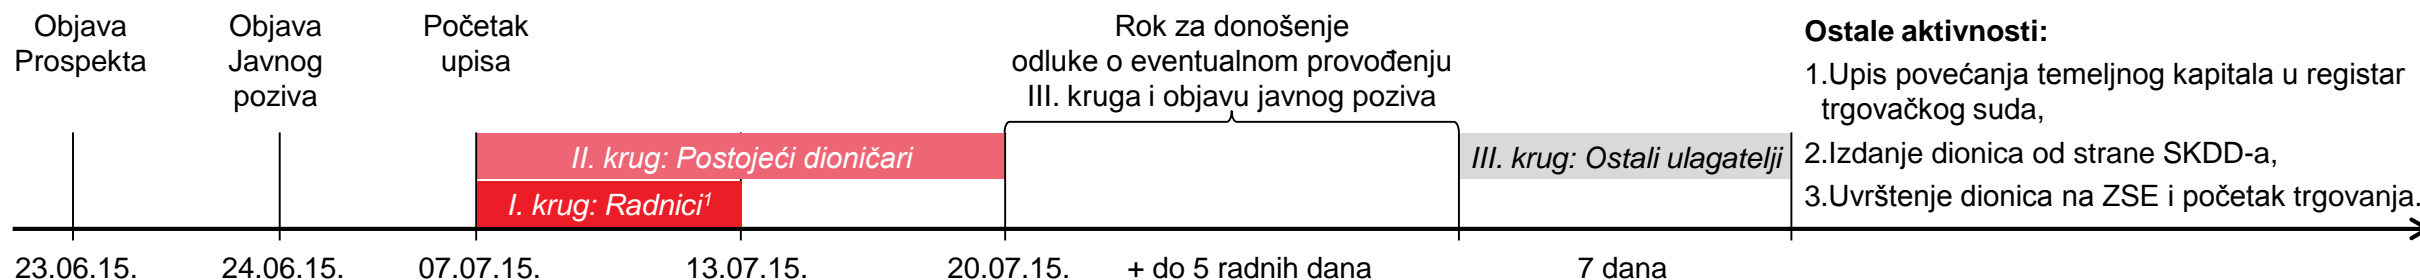 Objava
Prospekta
Objava
Javnog
poziva
Početak
upisa
Rok za donošenje
odluke o eventualnom provođenju
III. kruga i objavu javnog poziva
Ostale aktivnosti:
1.Upis povećanja temeljnog kapitala u registar
trgovačkog suda,
2.Izdanje dionica od strane SKDD-a,
3.Uvrštenje dionica na ZSE i početak trgovanja.
II. krug: Postojeći dioničari
III. krug: Ostali ulagatelji
I. krug: Radnici¹
23.06.15.
24.06.15.
07.07.15.
13.07.15.
20.07.15.
+ do 5 radnih dana
7 dana